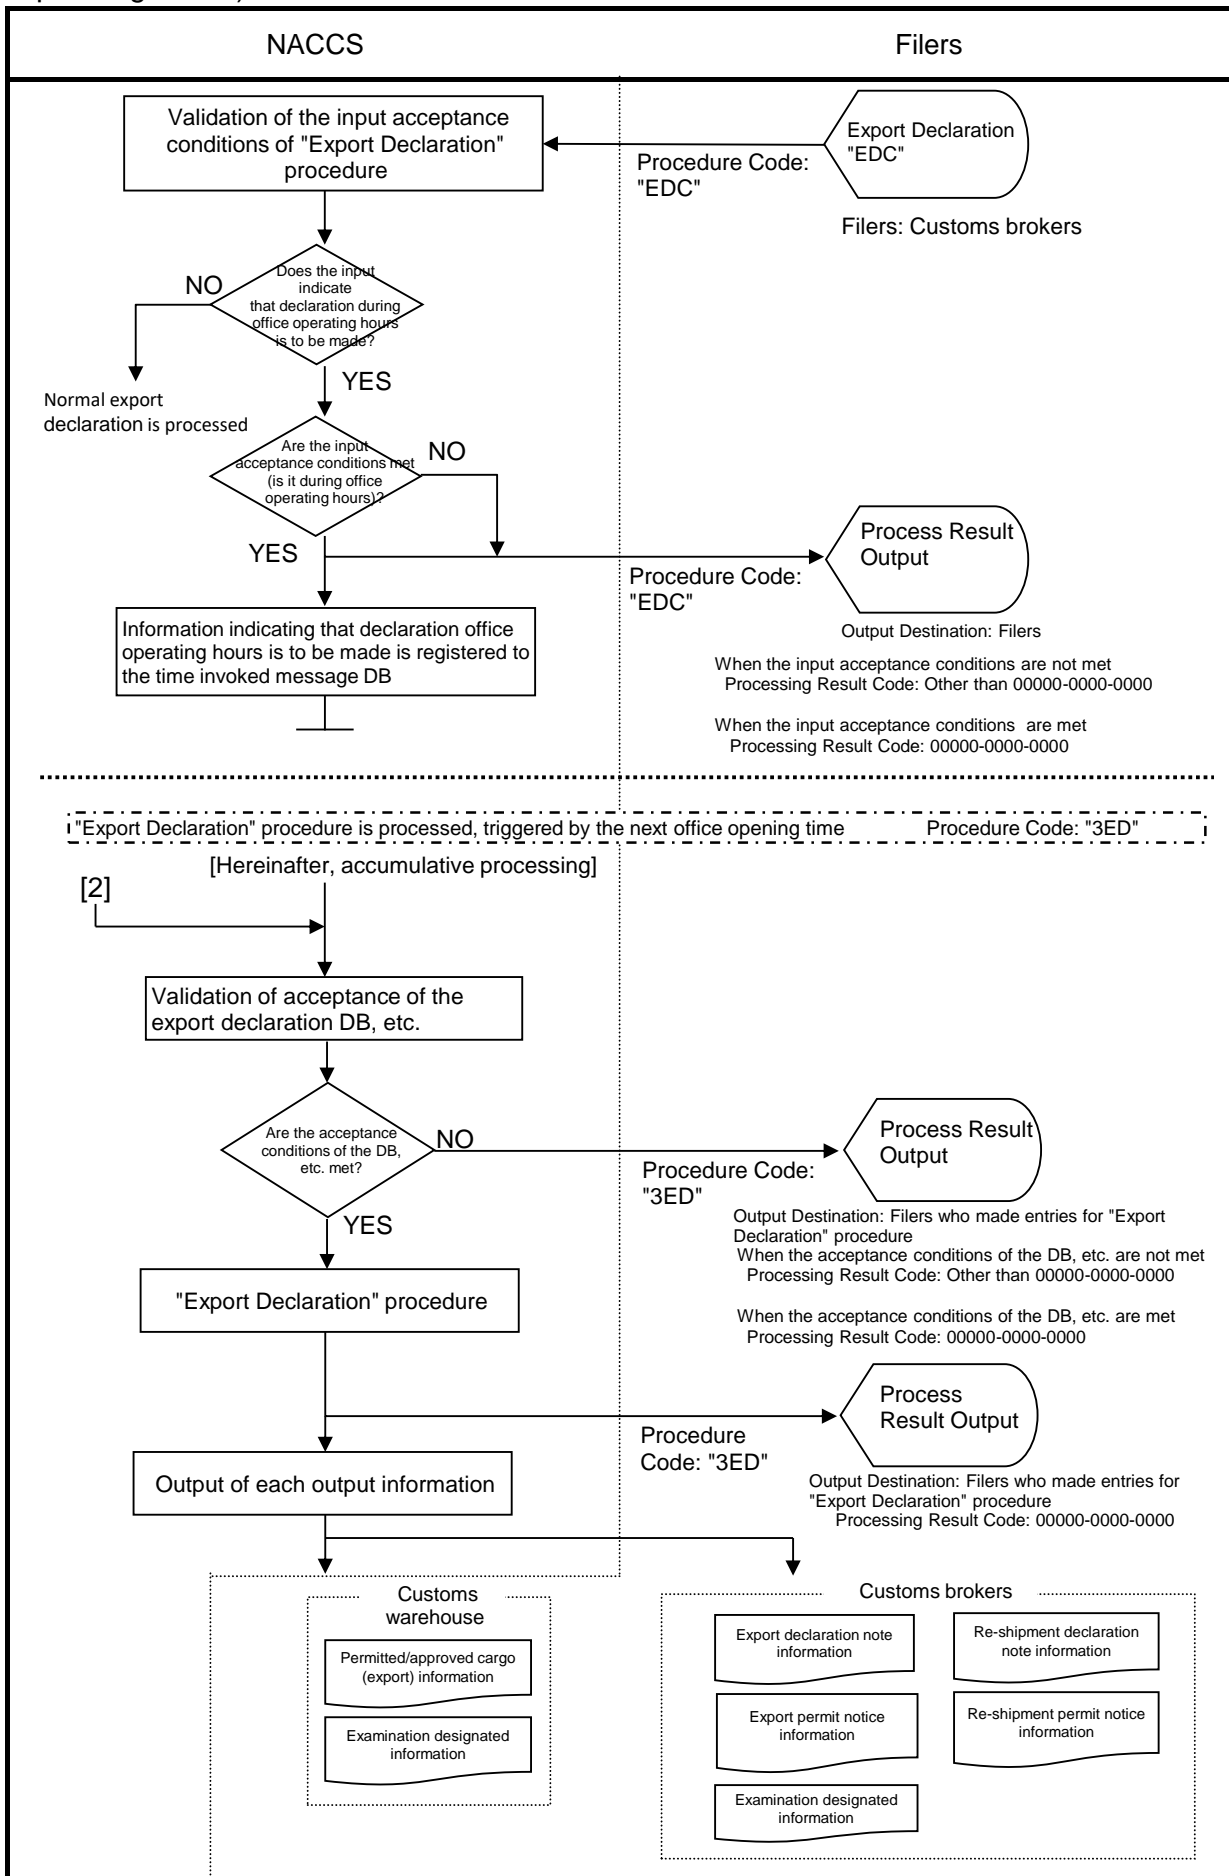 NACCS
Filers
Validation of the input acceptance
conditions of "Export Declaration"
procedure
Export Declaration
"EDC"
Procedure Code:
"EDC"
Filers: Customs brokers
Does the input
indicate
that declaration during
office operating hours
is to be made?
NO
YES
Normal export
declaration is processed
Are the input
acceptance conditions met
(is it during office
operating hours)?
NO
YES
Process Result
Output
Procedure Code:
"EDC"
Output Destination: Filers
Information indicating that declaration office
operating hours is to be made is registered to
the time invoked message DB
When the input acceptance conditions are not met
Processing Result Code: Other than 00000-0000-0000
When the input acceptance conditions are met
Processing Result Code: 00000-0000-0000
"Export Declaration" procedure is processed, triggered by the next office opening time Procedure Code: "3ED"
[Hereinafter, accumulative processing]
[2]
Validation of acceptance of the
export declaration DB, etc.
Are the acceptance
conditions of the DB,
etc. met?
NO
YES
Process Result
Output
Procedure Code:
"3ED"
Output Destination: Filers who made entries for "Export
Declaration" procedure
When the acceptance conditions of the DB, etc. are not met
Processing Result Code: Other than 00000-0000-0000
When the acceptance conditions of the DB, etc. are met
Processing Result Code: 00000-0000-0000
"Export Declaration" procedure
Process
Result Output
Procedure
Code: "3ED"
Output Destination: Filers who made entries for
"Export Declaration" procedure
Processing Result Code: 00000-0000-0000
Output of each output information
Customs
warehouse
Permitted/approved cargo
(export) information
Examination designated
information
Customs brokers
Export declaration note
information
Re-shipment declaration
note information
Export permit notice
information
Re-shipment permit notice
information
Examination designated
information